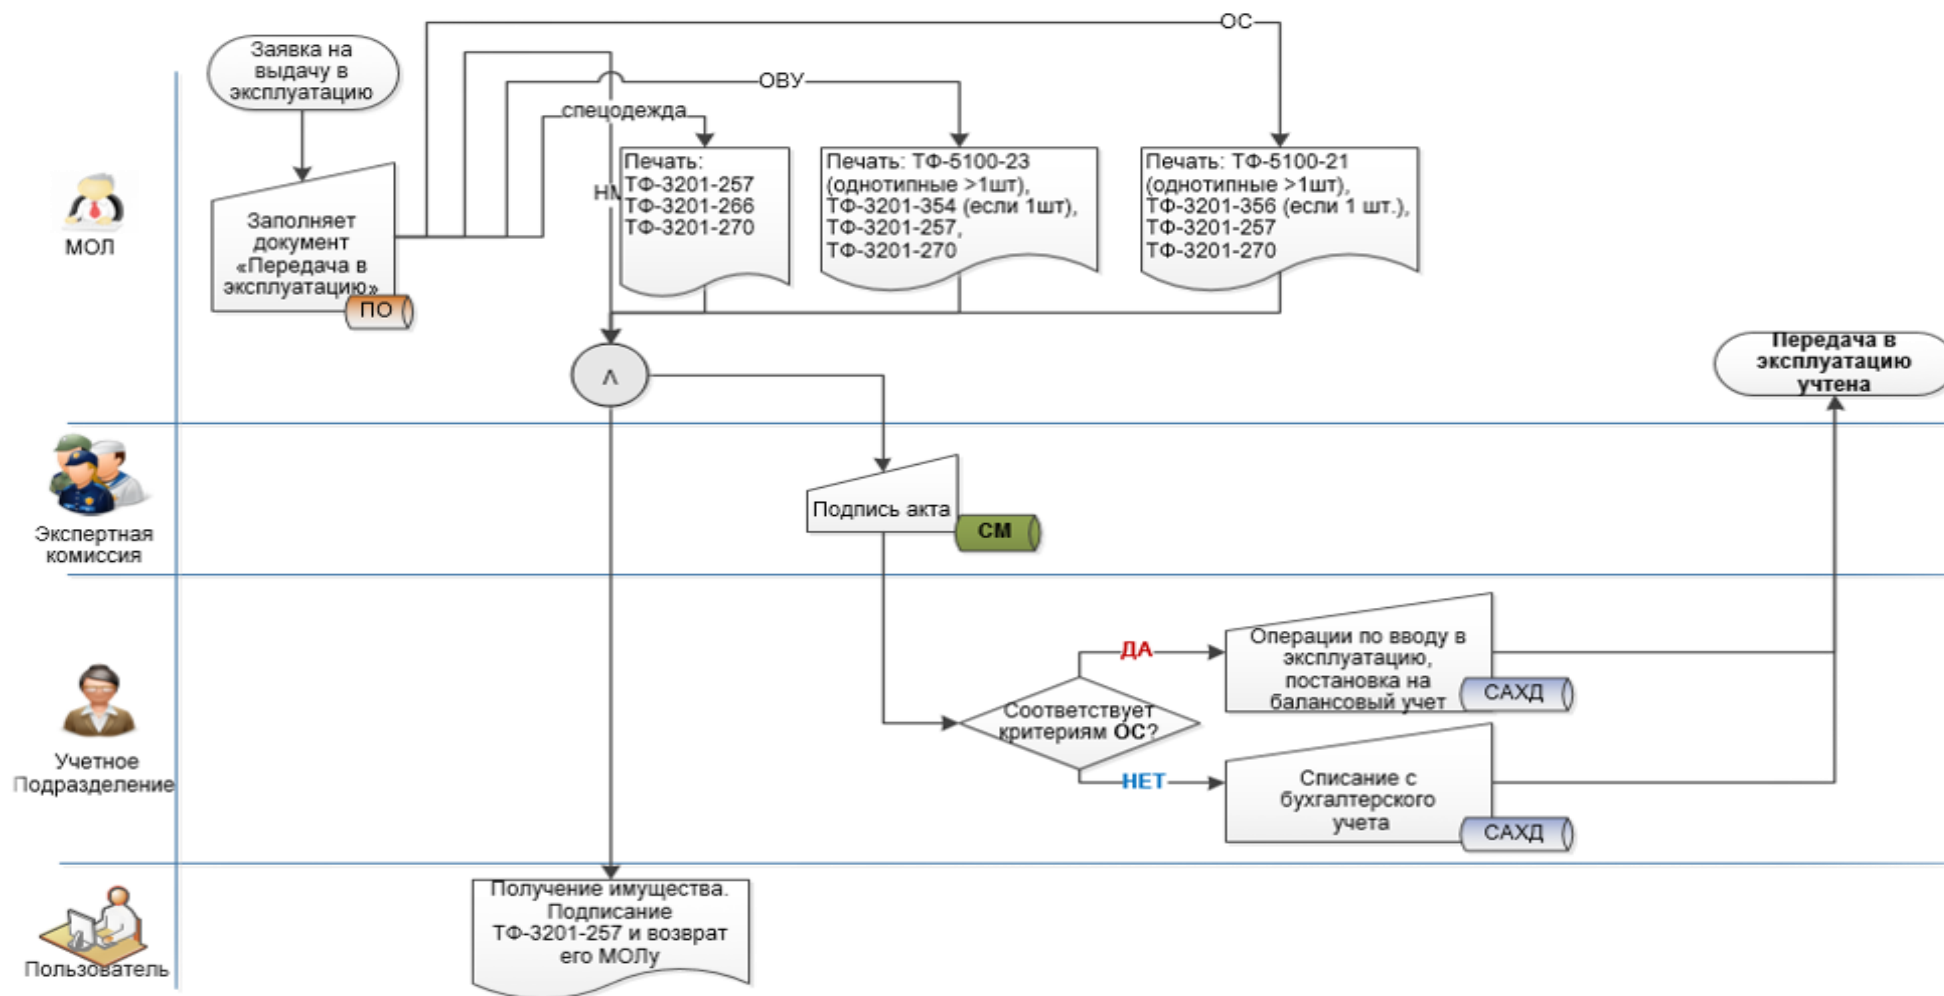 ОС
Заявка на
выдачу в
эксплуатацию
ОВУ
спецодежда
Печать:
ТФ-3201-257
ТФ-3201-266
ТФ-3201-270
Печать: ТФ-5100-23
(однотипные >1шт),
ТФ-3201-354 (если 1шт),
ТФ-3201-257,
ТФ-3201-270
Печать: ТФ-5100-21
(однотипные >1шт),
ТФ-3201-356 (если 1 шт.),
ТФ-3201-257
ТФ-3201-270
МОЛ
Заполняет
документ
«Передача в
эксплуатацию»
ПО
Λ
Передача в
эксплуатацию
учтена
Экспертная
комиссия
Подпись акта
СМ
Учетное
Подразделение
Соответствует
критериям ОС?
ДА
Операции по вводу в
эксплуатацию,
постановка на
балансовый учет
САХД
НЕТ
Списание с
бухгалтерского
учета
САХД
Пользователь
Получение имущества.
Подписание
ТФ-3201-257 и возврат
его МОЛу